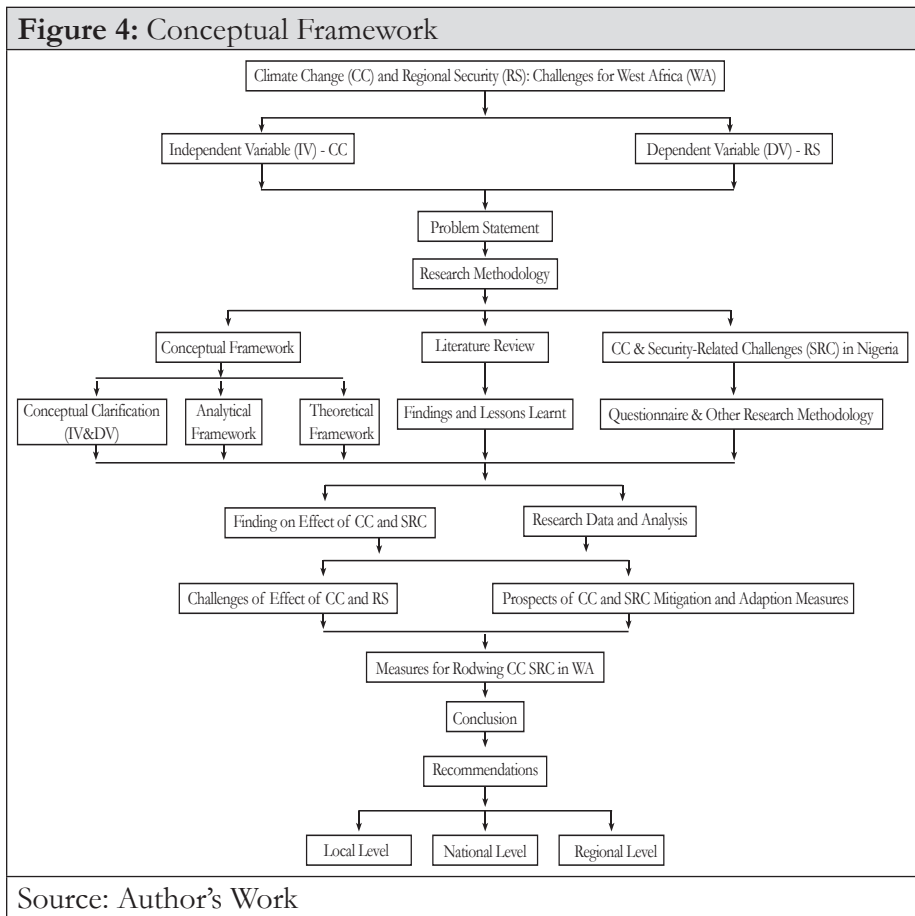 Figure 4: Conceptual Framework
Climate Change (CC) and Regional Security (RS): Challenges for West Africa (WA)
Independent Variable (IV) - CC
Dependent Variable (DV) - RS
Problem Statement
Research Methodology
Conceptual Framework
Literature Review
CC & Security-Related Challenges (SRC) in Nigeria
Conceptual Clarification
(IV&DV)
Analytical
Framework
Theoretical
Framework
Findings and Lessons Learnt
Questionnaire & Other Research Methodology
Finding on Effect of CC and SRC
Research Data and Analysis
Challenges of Effect of CC and RS
Prospects of CC and SRC Mitigation and Adaption Measures
Measures for Rodwing CC SRC in WA
Conclusion
Recommendations
Local Level
National Level
Regional Level
Source: Author's Work